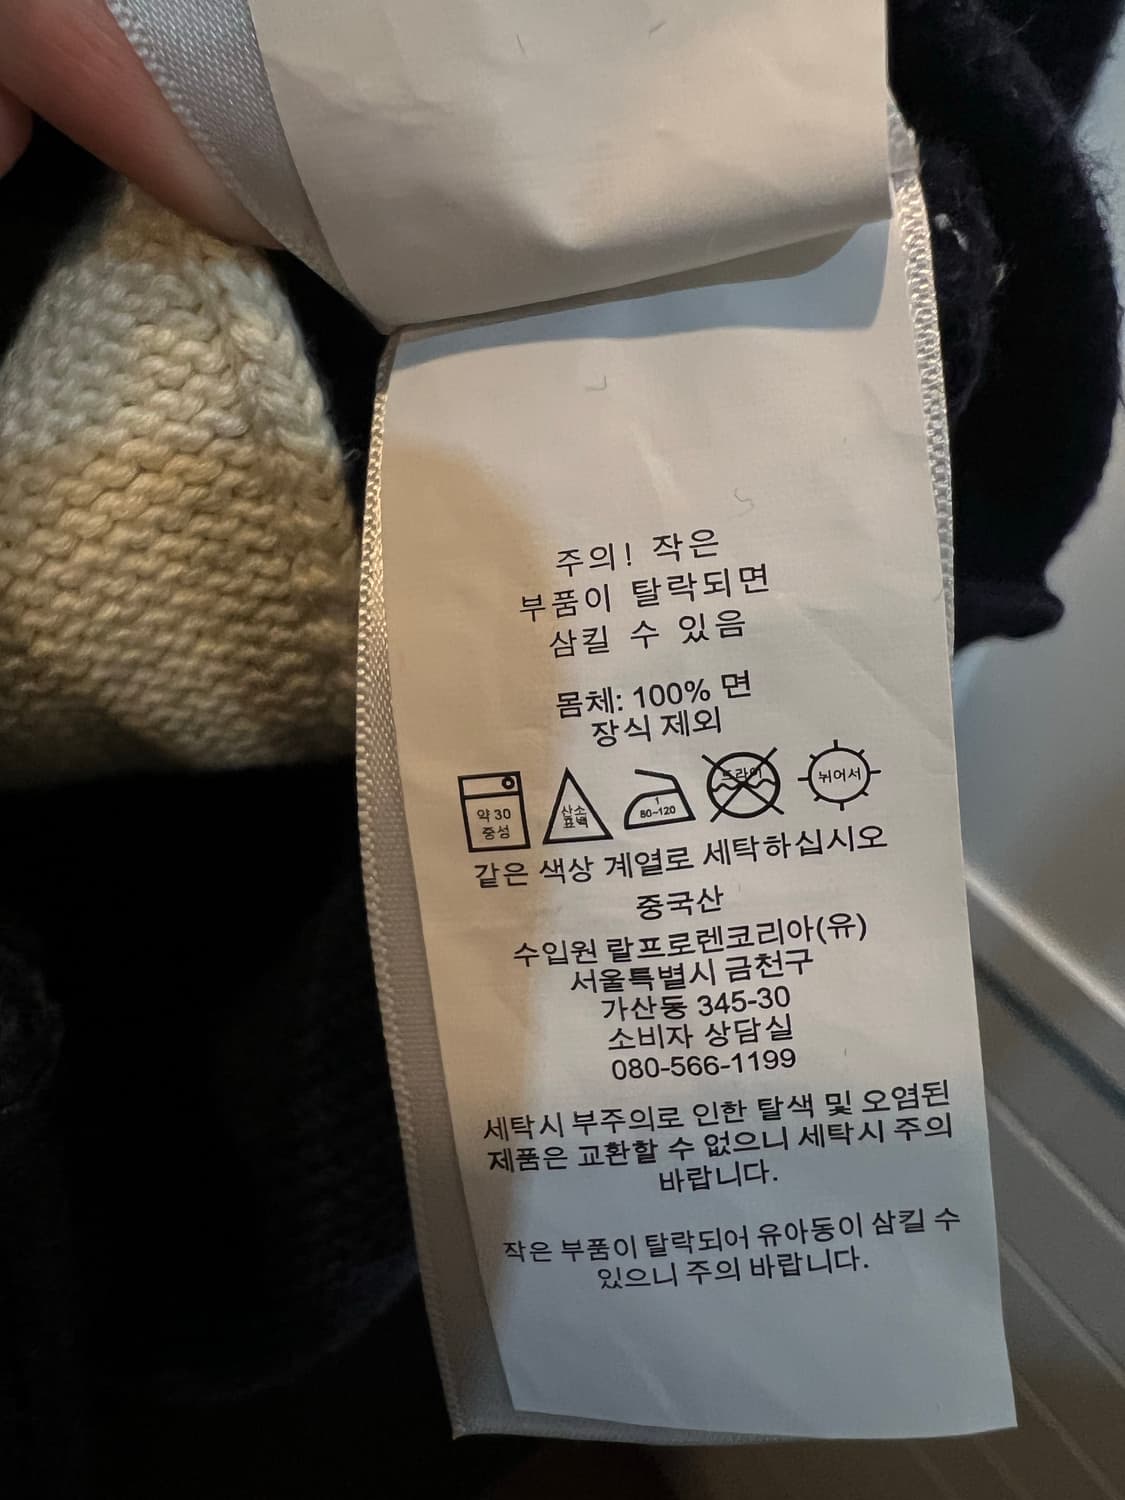 주의! 작은
부품이 탈락되면
삼킬 수 있음
몸체: 100% 면
장식 제외
약 30
중성
산소
표백
1
80~120
드라이
뉘어서
같은 색상 계열로 세탁하십시오
중국산
수입원 랄프로렌코리아(유)
서울특별시 금천구
가산동 345-30
소비자 상담실
080-566-1199
세탁시 부주의로 인한 탈색 및 오염된
제품은 교환할 수 없으니 세탁시 주의
바랍니다.
작은 부품이 탈락되어 유아동이 삼킬 수
있으니 주의 바랍니다.